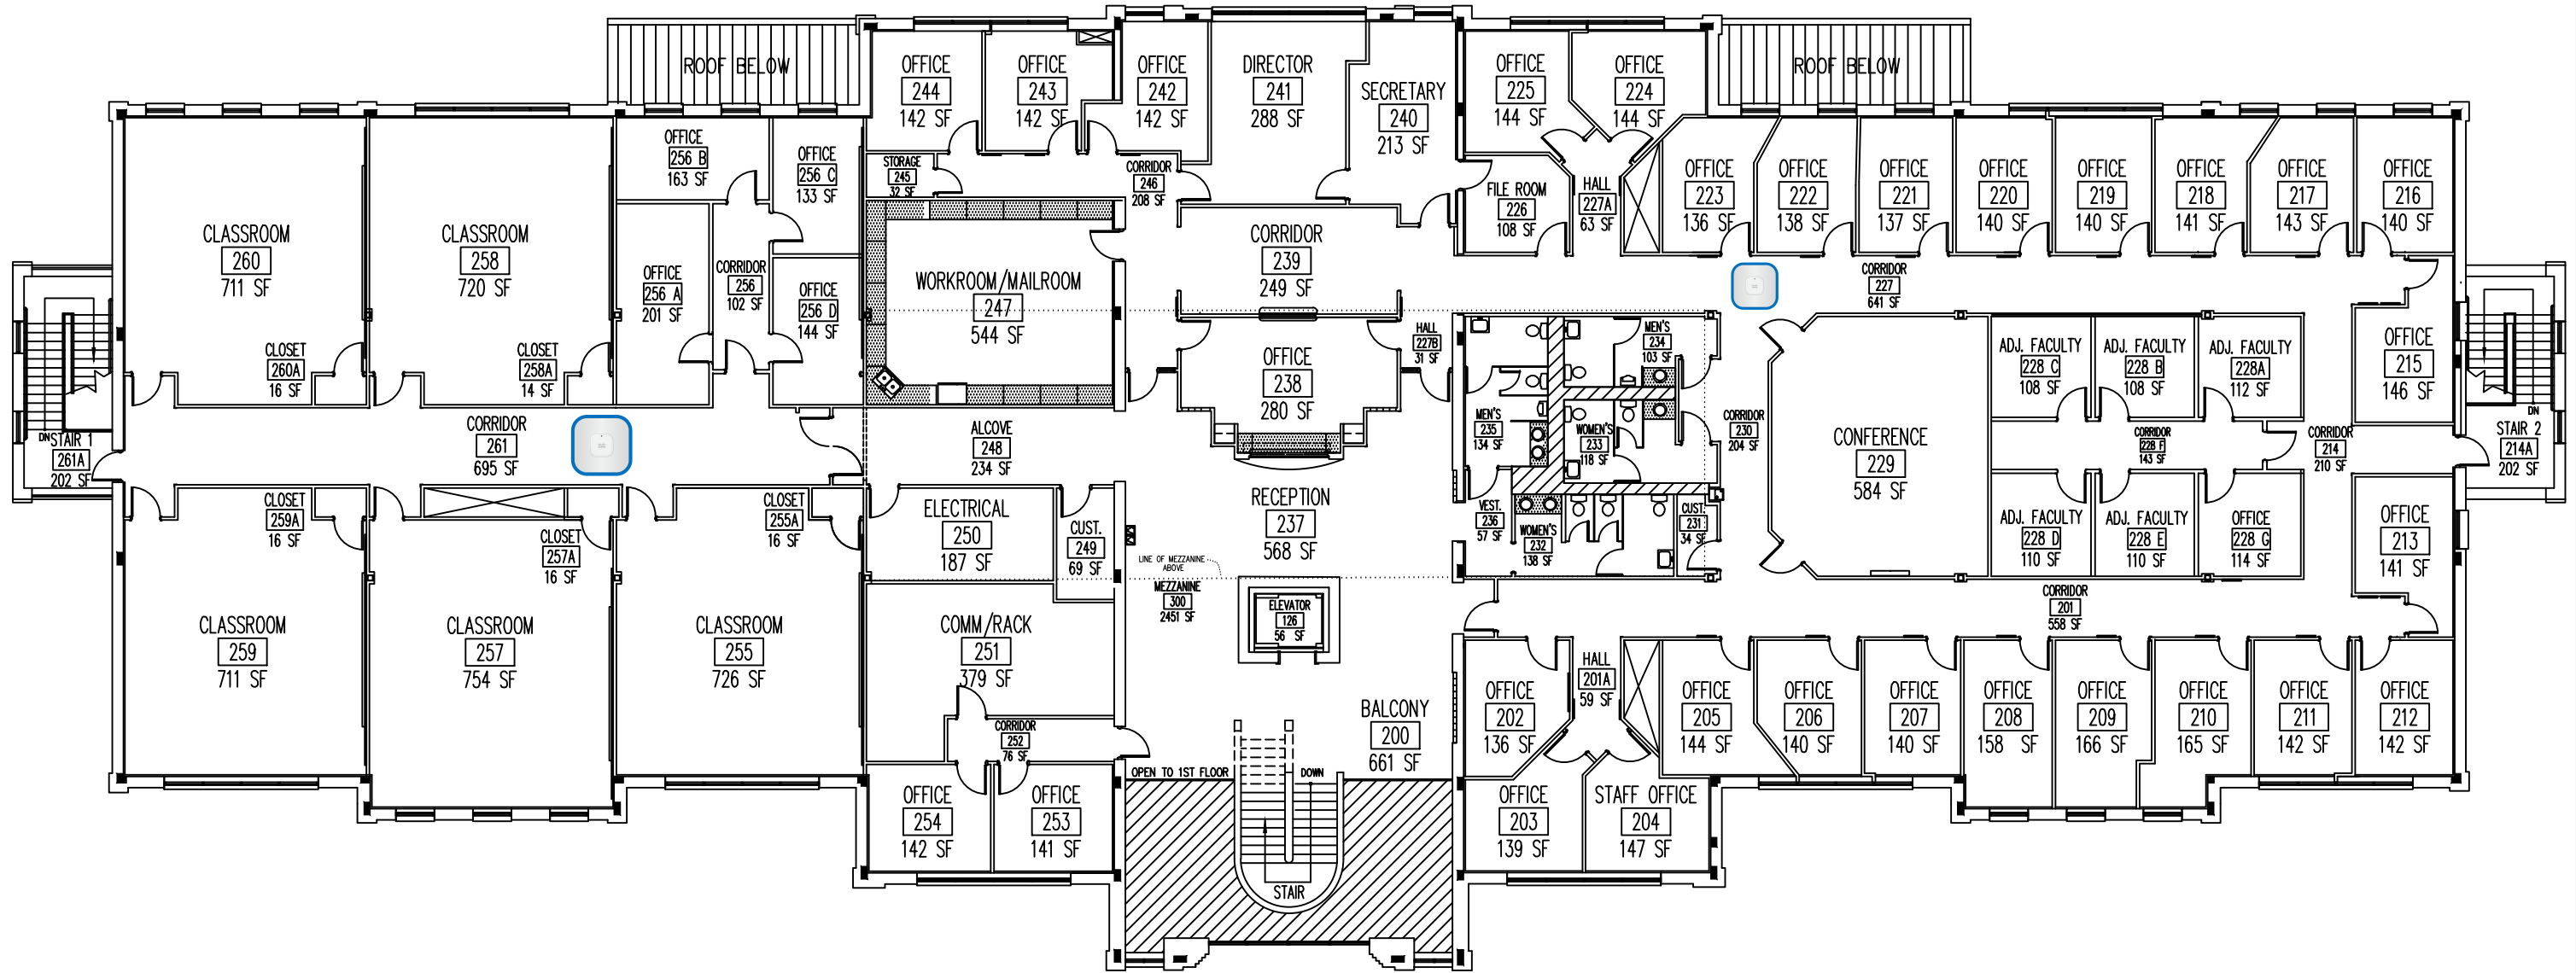 ROOF BELOW
ROOF BELOW
OFFICE
244
142 SF
OFFICE
243
142 SF
OFFICE
242
142 SF
DIRECTOR
241
288 SF
SECRETARY
240
213 SF
OFFICE
225
144 SF
OFFICE
224
144 SF
CLASSROOM
260
711 SF
CLOSET
260A
16 SF
CLASSROOM
258
720 SF
CLOSET
258A
14 SF
OFFICE
256 B
163 SF
OFFICE
256 C
133 SF
OFFICE
256 A
201 SF
CORRIDOR
256
102 SF
OFFICE
256 D
144 SF
STORAGE
245
32 SF
CORRIDOR
246
208 SF
WORKROOM/MAILROOM
247
544 SF
CORRIDOR
239
249 SF
OFFICE
238
280 SF
HALL
227B
31 SF
FILE ROOM
226
108 SF
HALL
227A
63 SF
OFFICE
223
136 SF
OFFICE
222
138 SF
OFFICE
221
137 SF
OFFICE
220
140 SF
OFFICE
219
140 SF
OFFICE
218
141 SF
OFFICE
217
143 SF
OFFICE
216
140 SF
CORRIDOR
227
641 SF
OFFICE
215
146 SF
MEN'S
234
103 SF
MEN'S
235
134 SF
WOMEN'S
233
118 SF
CORRIDOR
230
204 SF
CONFERENCE
229
584 SF
ADJ. FACULTY
228 C
108 SF
ADJ. FACULTY
228 B
108 SF
ADJ. FACULTY
228A
112 SF
CORRIDOR
228 F
143 SF
CORRIDOR
214
210 SF
DN
STAIR 2
214A
202 SF
DN
STAIR 1
261A
202 SF
CORRIDOR
261
695 SF
ALCOVE
248
234 SF
RECEPTION
237
568 SF
VEST.
236
57 SF
WOMEN'S
232
138 SF
CUST.
231
34 SF
ADJ. FACULTY
228 D
110 SF
ADJ. FACULTY
228 E
110 SF
OFFICE
228 G
114 SF
OFFICE
213
141 SF
CLOSET
259A
16 SF
CLASSROOM
259
711 SF
CLOSET
257A
16 SF
CLASSROOM
257
754 SF
CLOSET
255A
16 SF
CLASSROOM
255
726 SF
ELECTRICAL
250
187 SF
CUST.
249
69 SF
LINE OF MEZZANINE
ABOVE
MEZZANINE
300
2451 SF
ELEVATOR
126
56 SF
COMM/RACK
251
379 SF
CORRIDOR
252
76 SF
CORRIDOR
201
558 SF
BALCONY
200
661 SF
OFFICE
202
136 SF
HALL
201A
59 SF
OFFICE
205
144 SF
OFFICE
206
140 SF
OFFICE
207
140 SF
OFFICE
208
158 SF
OFFICE
209
166 SF
OFFICE
210
165 SF
OFFICE
211
142 SF
OFFICE
212
142 SF
OPEN TO 1ST FLOOR
DOWN
OFFICE
254
142 SF
OFFICE
253
141 SF
OFFICE
203
139 SF
STAFF OFFICE
204
147 SF
STAIR